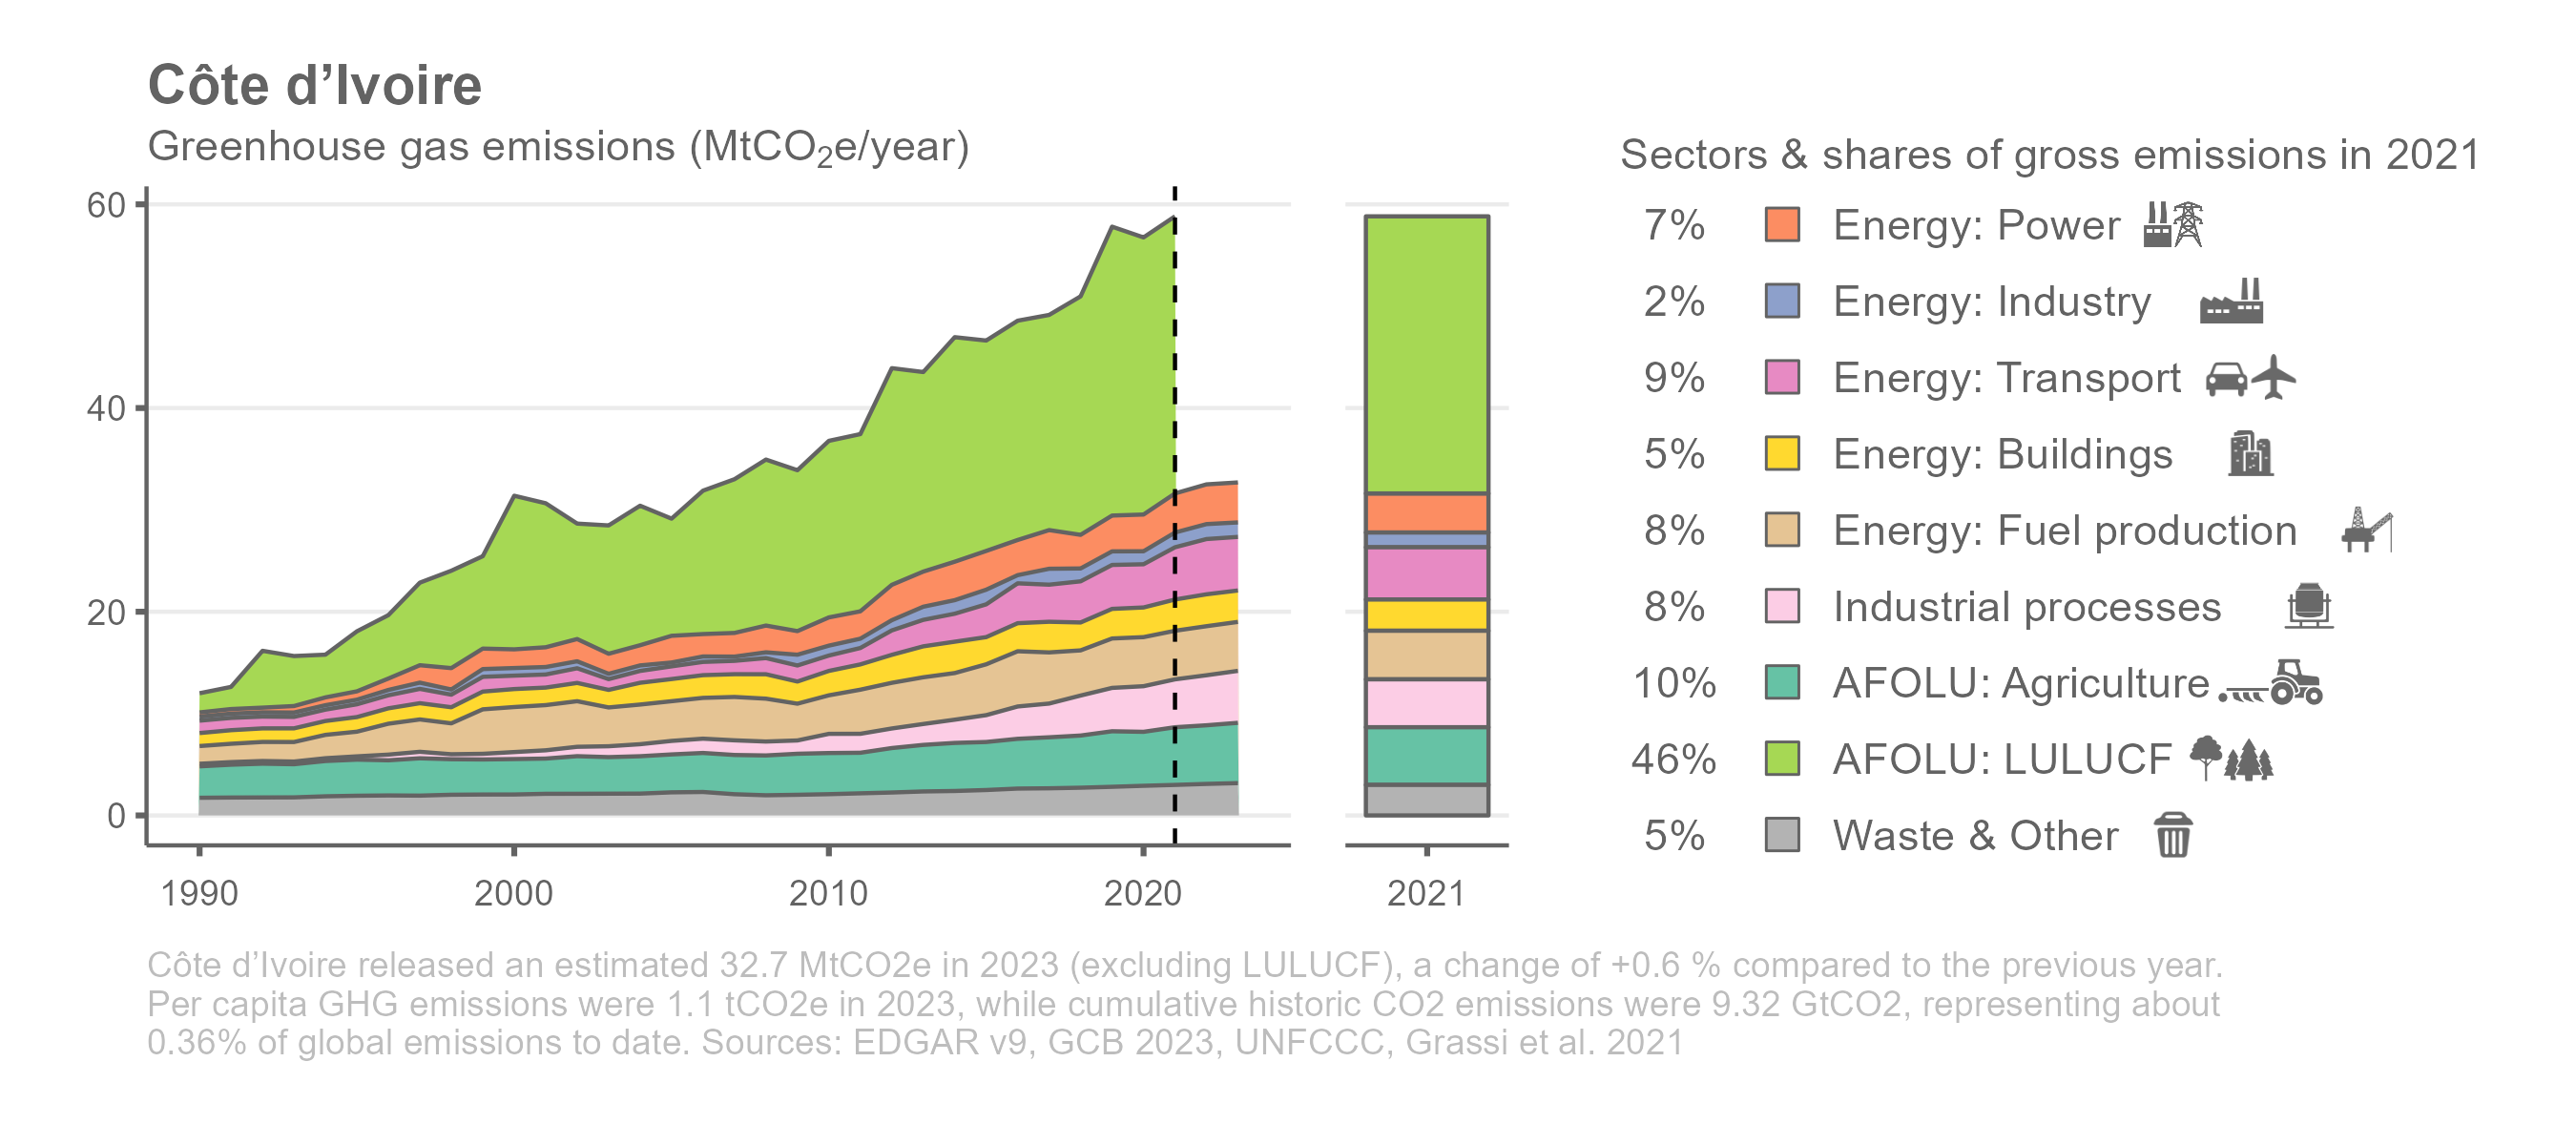 Côte d’Ivoire
Greenhouse gas emissions (MtCO₂e/year)
60
40
20
0
1990
2000
2010
2020
2021
Sectors & shares of gross emissions in 2021
7% Energy: Power
2% Energy: Industry
9% Energy: Transport
5% Energy: Buildings
8% Energy: Fuel production
8% Industrial processes
10% AFOLU: Agriculture
46% AFOLU: LULUCF
5% Waste & Other
Côte d’Ivoire released an estimated 32.7 MtCO2e in 2023 (excluding LULUCF), a change of +0.6 % compared to the previous year.
Per capita GHG emissions were 1.1 tCO2e in 2023, while cumulative historic CO2 emissions were 9.32 GtCO2, representing about
0.36% of global emissions to date. Sources: EDGAR v9, GCB 2023, UNFCCC, Grassi et al. 2021